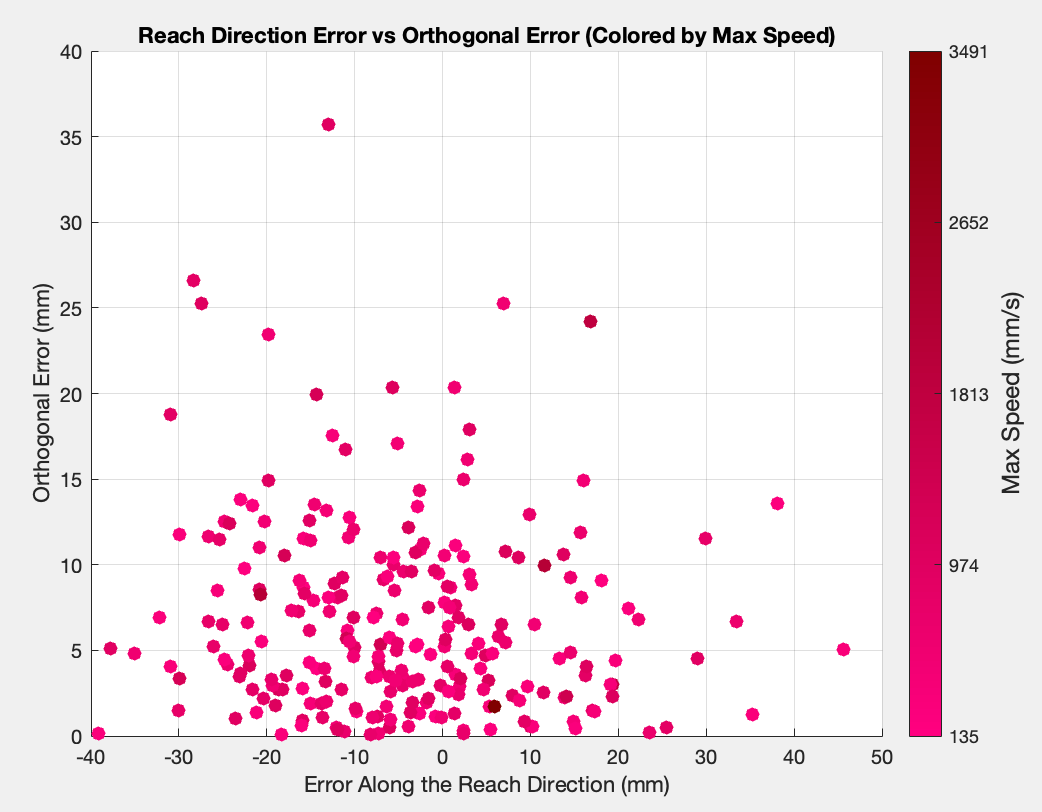 Reach Direction Error vs Orthogonal Error (Colored by Max Speed)
40
35
30
25
20
15
10
5
0
Orthogonal Error (mm)
-40 -30 -20 -10 0 10 20 30 40 50
Error Along the Reach Direction (mm)
3491
2652
1813
974
135
Max Speed (mm/s)